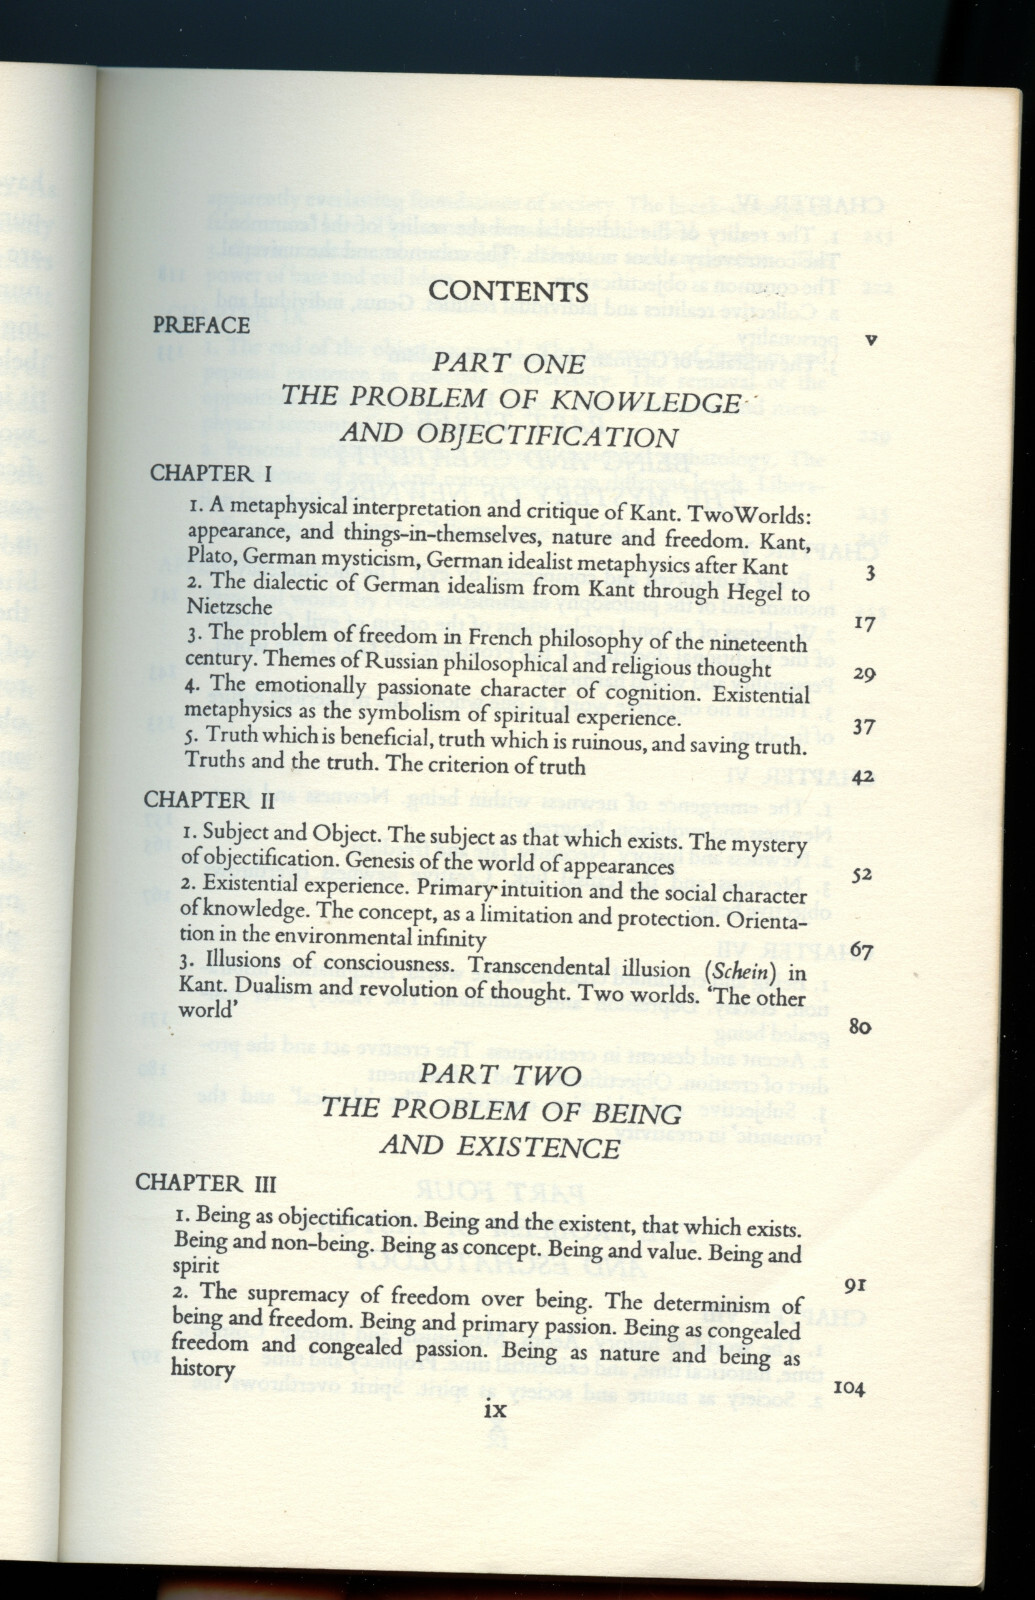 CONTENTS
PREFACE v
PART ONE
THE PROBLEM OF KNOWLEDGE
AND OBJECTIFICATION
CHAPTER I
1. A metaphysical interpretation and critique of Kant. Two Worlds:
appearance, and things-in-themselves, nature and freedom. Kant,
Plato, German mysticism, German idealist metaphysics after Kant 3
2. The dialectic of German idealism from Kant through Hegel to
Nietzsche 17
3. The problem of freedom in French philosophy of the nineteenth
century. Themes of Russian philosophical and religious thought 29
4. The emotionally passionate character of cognition. Existential
metaphysics as the symbolism of spiritual experience. 37
5. Truth which is beneficial, truth which is ruinous, and saving truth.
Truths and the truth. The criterion of truth 42
CHAPTER II
1. Subject and Object. The subject as that which exists. The mystery
of objectification. Genesis of the world of appearances 52
2. Existential experience. Primary intuition and the social character
of knowledge. The concept, as a limitation and protection. Orienta-
tion in the environmental infinity 67
3. Illusions of consciousness. Transcendental illusion (Schein) in
Kant. Dualism and revolution of thought. Two worlds. 'The other
world' 80
PART TWO
THE PROBLEM OF BEING
AND EXISTENCE
CHAPTER III
1. Being as objectification. Being and the existent, that which exists.
Being and non-being. Being as concept. Being and value. Being and
spirit 91
2. The supremacy of freedom over being. The determinism of
being and freedom. Being and primary passion. Being as congealed
freedom and congealed passion. Being as nature and being as
history 104
ix